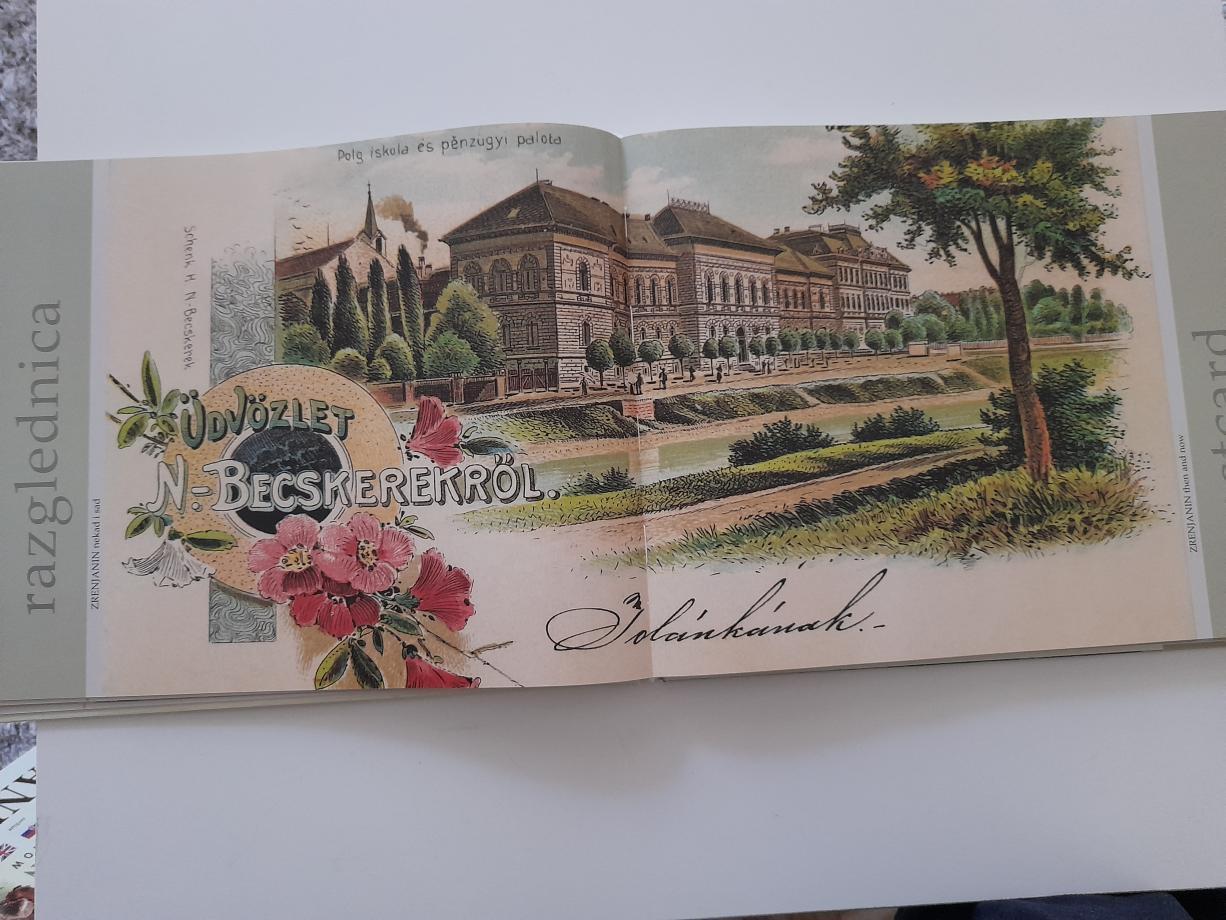 razglednica
ZRENJANIN nekad i sad
Polg iskola és pénzügyi palota
Schenk H. N-Becskerek
ÜDVÖZLET
N-BECSKEREKRŐL.
Jolánkának.-
ZRENJANIN then and now